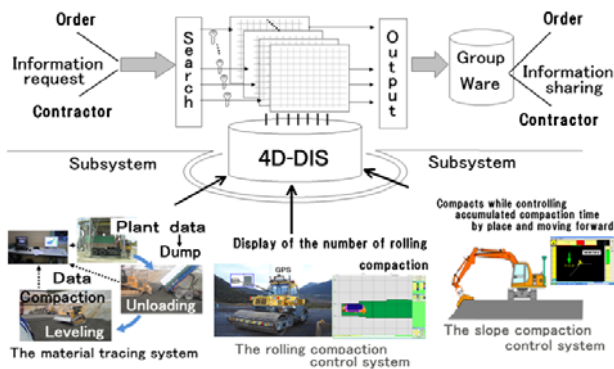 Order
Information
request
Contractor
Search
Output
Group
Ware
Order
Information
sharing
Contractor
Subsystem
4D-DIS
Subsystem
Plant data
Dump
Data
Compaction
Unloading
Leveling
The material tracing system
Display of the number of rolling
compaction
GPS
The rolling compaction
control system
Compacts while controlling
accumulated compaction time
by place and moving forward
The slope compaction
control system